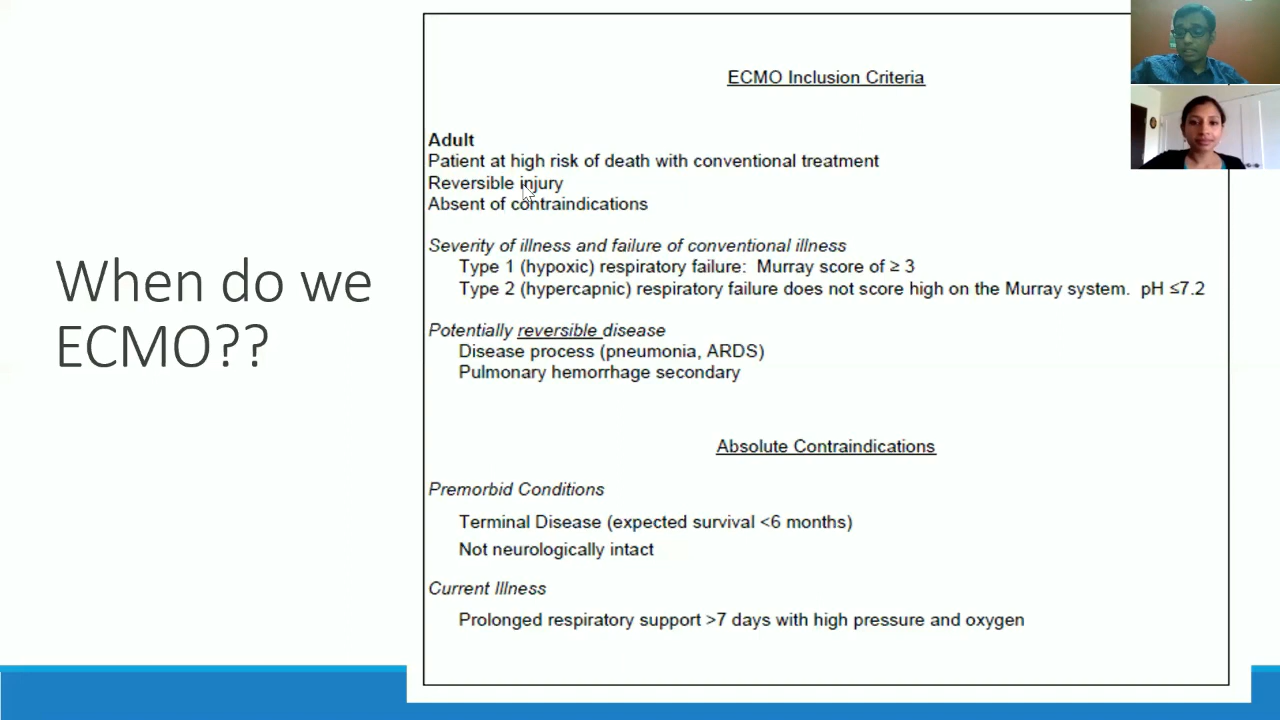 When do we
ECMO??
ECMO Inclusion Criteria
Adult
Patient at high risk of death with conventional treatment
Reversible injury
Absent of contraindications
Severity of illness and failure of conventional illness
Type 1 (hypoxic) respiratory failure:  Murray score of ≥ 3
Type 2 (hypercapnic) respiratory failure does not score high on the Murray system.  pH ≤7.2
Potentially reversible disease
Disease process (pneumonia, ARDS)
Pulmonary hemorrhage secondary
Absolute Contraindications
Premorbid Conditions
Terminal Disease (expected survival <6 months)
Not neurologically intact
Current Illness
Prolonged respiratory support >7 days with high pressure and oxygen